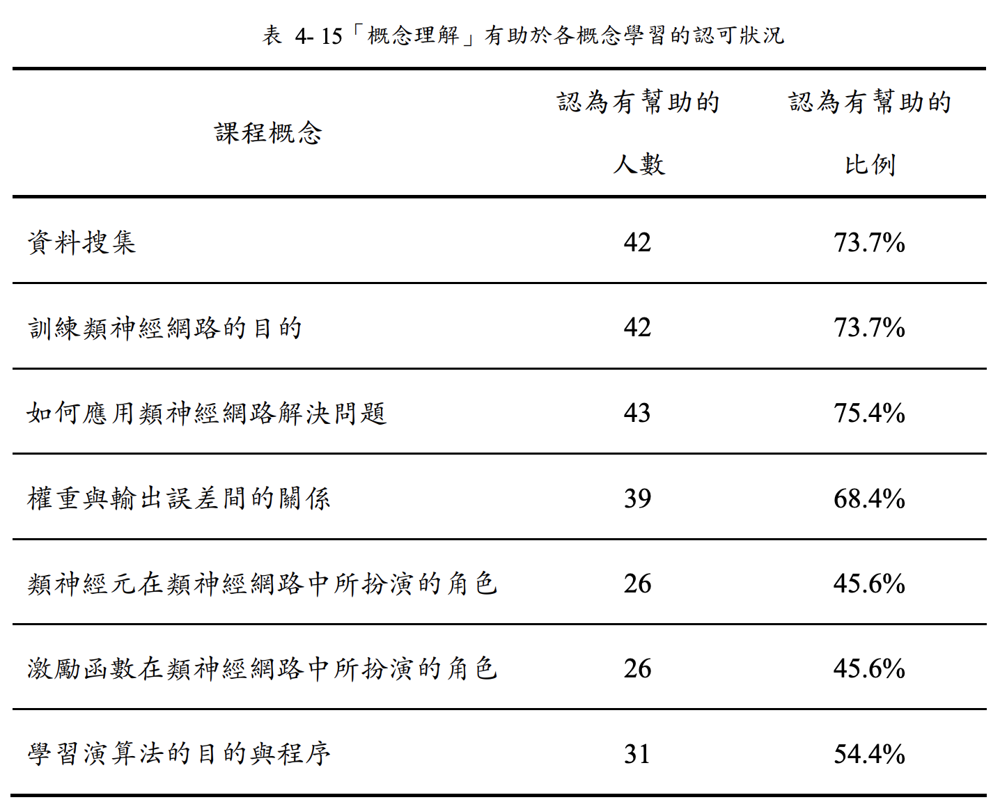 表 4- 15「概念理解」有助於各概念學習的認可狀況
課程概念 認為有幫助的人數 認為有幫助的比例
資料搜集 42 73.7%
訓練類神經網路的目的 42 73.7%
如何應用類神經網路解決問題 43 75.4%
權重與輸出誤差間的關係 39 68.4%
類神經元在類神經網路中所扮演的角色 26 45.6%
激勵函數在類神經網路中所扮演的角色 26 45.6%
學習演算法的目的與程序 31 54.4%